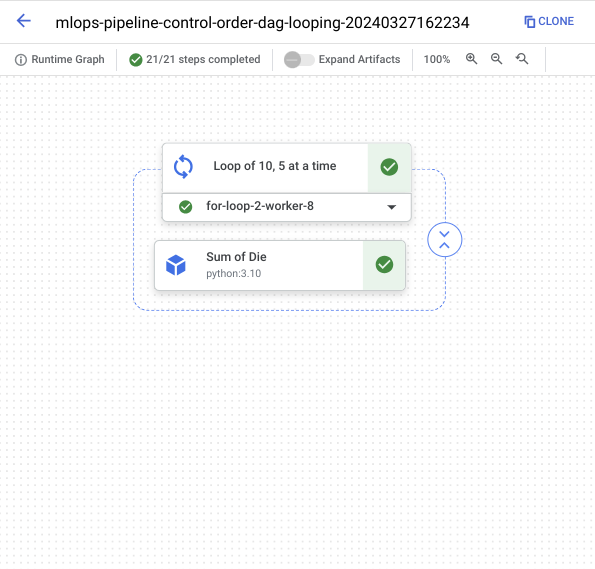 mlops-pipeline-control-order-dag-looping-20240327162234
CLONE
Runtime Graph
21/21 steps completed
Expand Artifacts
100%
Loop of 10, 5 at a time
for-loop-2-worker-8
Sum of Die
python:3.10